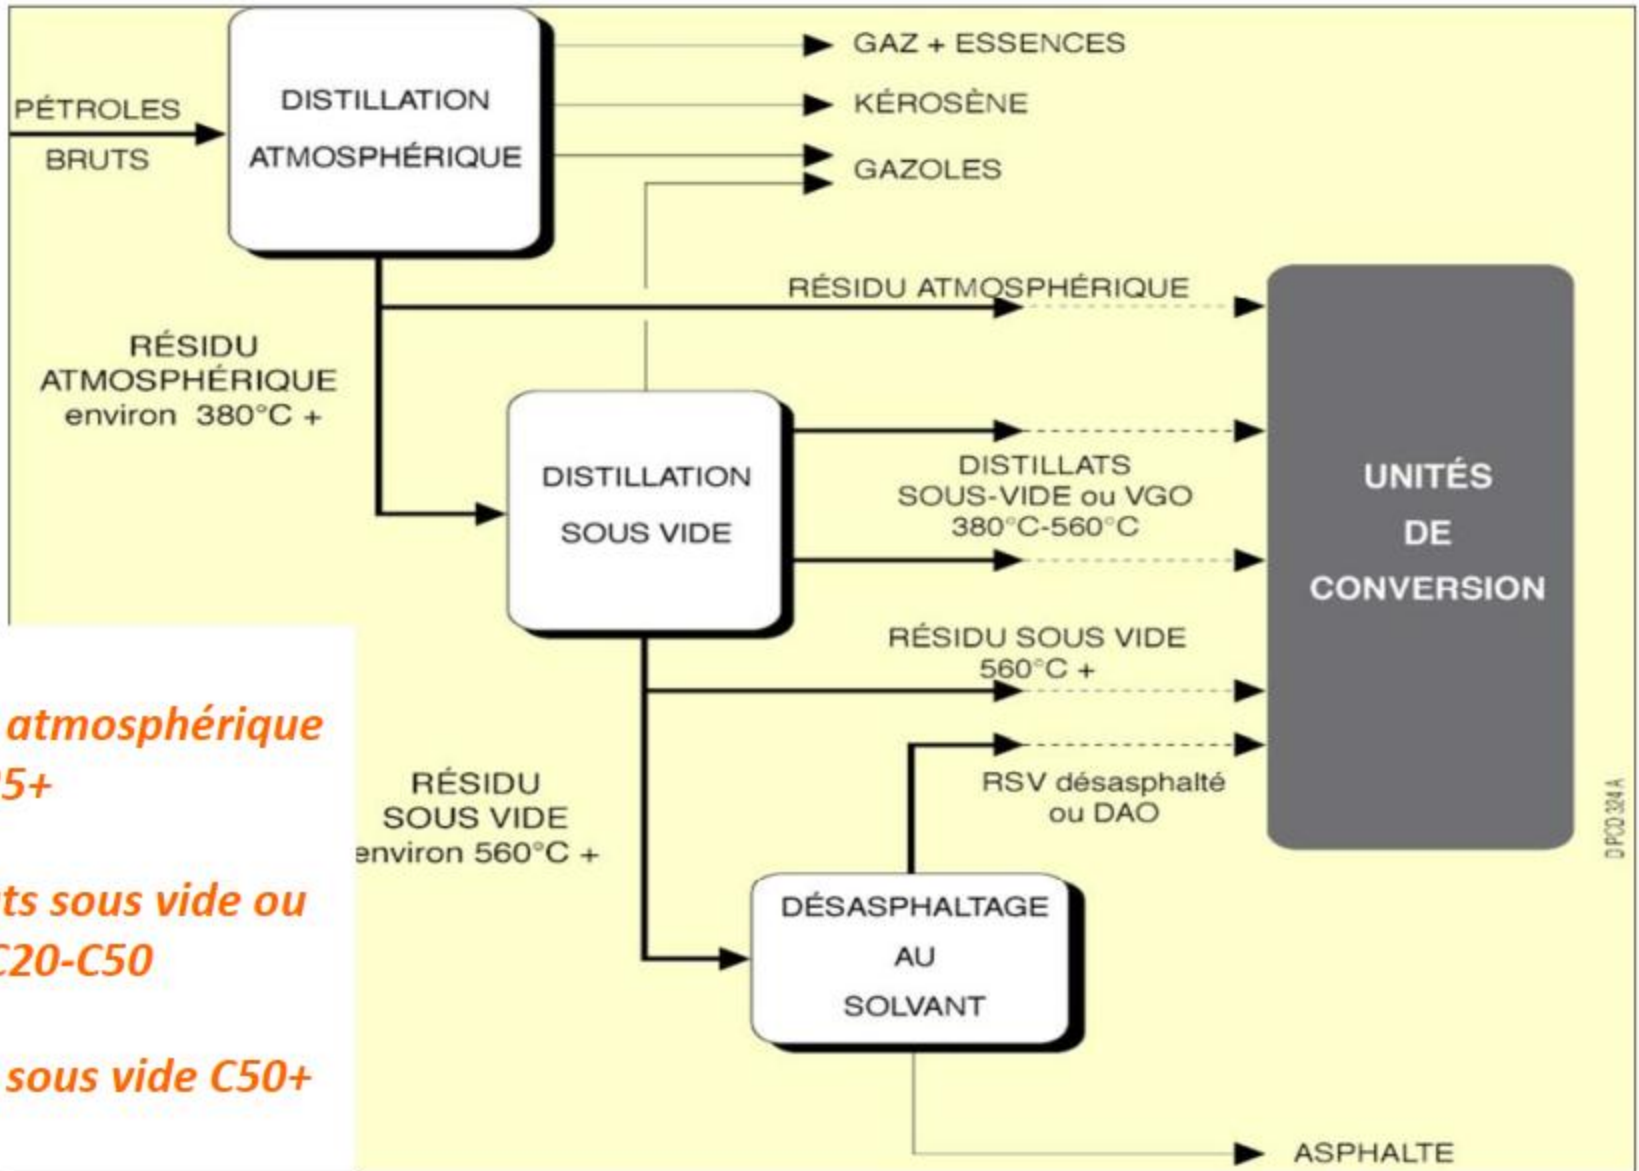 GAZ + ESSENCES
PÉTROLES
BRUTS
DISTILLATION
ATMOSPHÉRIQUE
KÉROSÈNE
GAZOLES
RÉSIDU ATMOSPHÉRIQUE
RÉSIDU
ATMOSPHÉRIQUE
environ 380°C +
DISTILLATION
SOUS VIDE
DISTILLATS
SOUS-VIDE ou VGO
380°C-560°C
UNITÉS
DE
CONVERSION
RÉSIDU SOUS VIDE
560°C +
RSV désasphalté
ou DAO
RÉSIDU
SOUS VIDE
environ 560°C +
DÉSASPHALTAGE
AU
SOLVANT
ASPHALTE
D PCD 324 A
atmosphérique
5+
ts sous vide ou
C20-C50
sous vide C50+